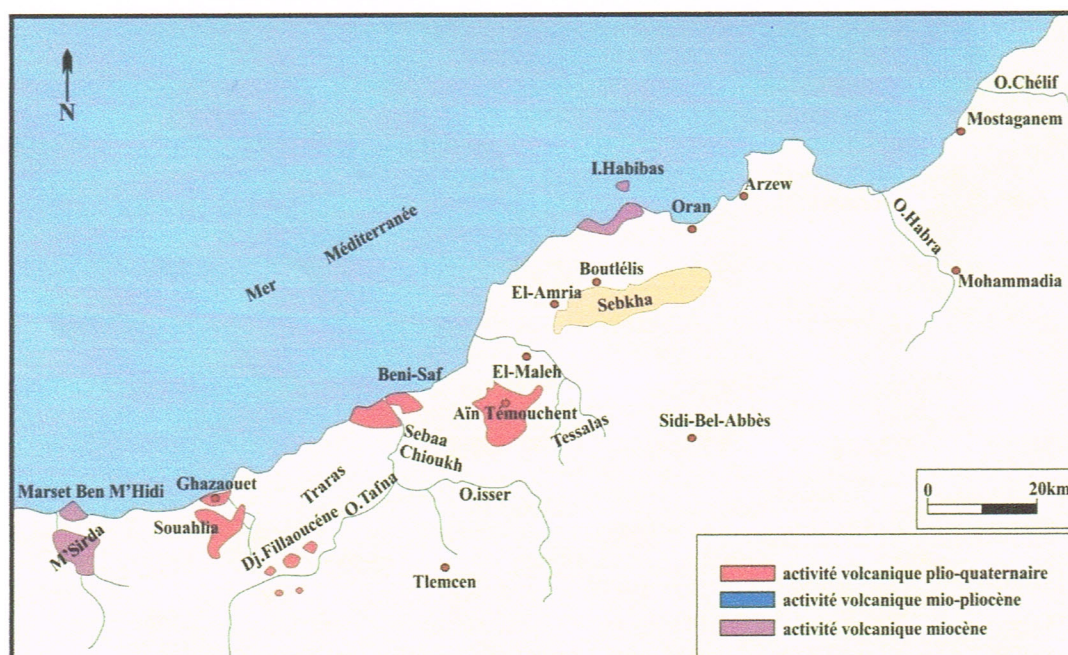 N
O.Chélif
Mostaganem
I.Habibas
Arzew
Oran
O.Habra
Mer Méditerranée
Boutlélis
El-Amria
Sebkha
Mohammadia
El-Maleh
Beni-Saf
Aïn Témouchent
Tessalas
Sidi-Bel-Abbès
Sebaa
Chioukh
Ghazaouet
Marset Ben M'Hidi
Traras
O.Tafna
O.isser
Souahlia
M'Sirda
Dj.Fillaoucéne
Tlemcen
0 20km
activité volcanique plio-quaternaire
activité volcanique mio-pliocène
activité volcanique miocène